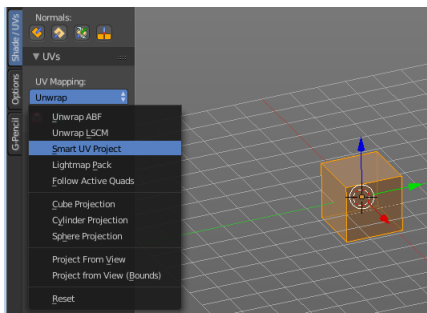 Normals:
Shade / UVs
Options
G-Pencil
UVs
UV Mapping:
Unwrap
Unwrap ABF
Unwrap LSCM
Smart UV Project
Lightmap Pack
Follow Active Quads
Cube Projection
Cylinder Projection
Sphere Projection
Project From View
Project from View (Bounds)
Reset